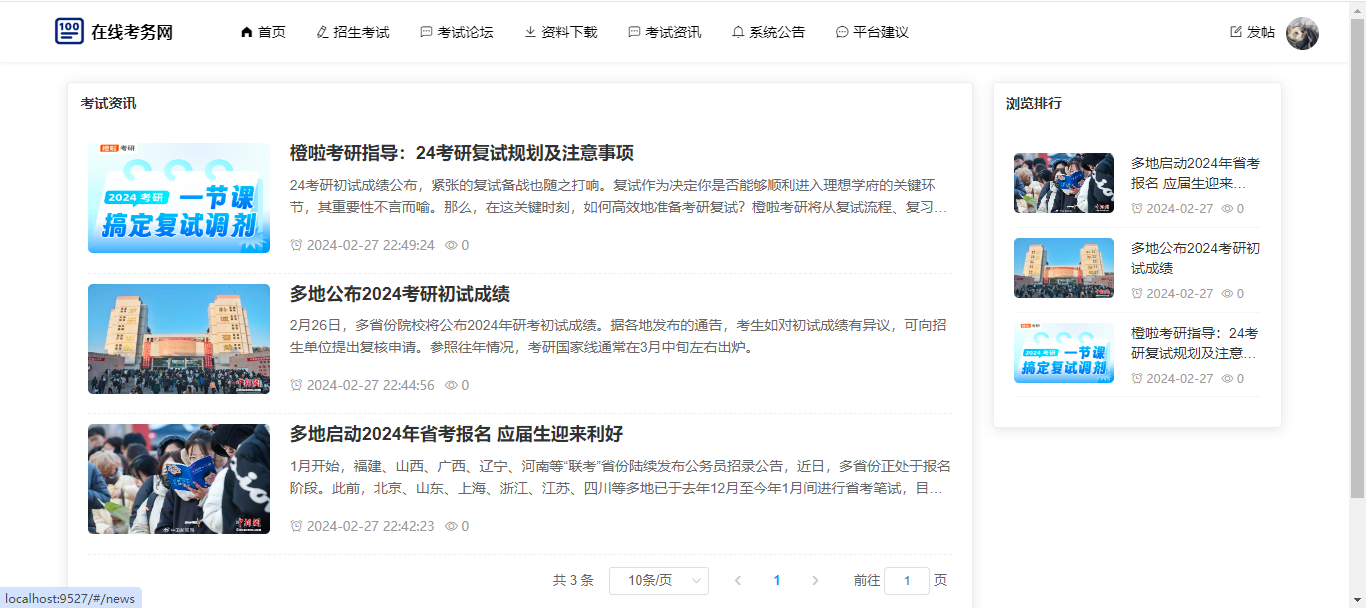 100 在线考务网 首页 招生考试 考试论坛 资料下载 考试资讯 系统公告 平台建议 发帖
考试资讯
橙啦 考研
2024 考研 一节课
搞定复试调剂
橙啦考研指导：24考研复试规划及注意事项
24考研初试成绩公布，紧张的复试备战也随之打响。复试作为决定你是否能够顺利进入理想学府的关键环
节，其重要性不言而喻。那么，在这关键时刻，如何高效地准备考研复试？橙啦考研将从复试流程、复习…
2024-02-27 22:49:24 0
中新网
多地公布2024考研初试成绩
2月26日，多省份院校将公布2024年研考初试成绩。据各地发布的通告，考生如对初试成绩有异议，可向招
生单位提出复核申请。参照往年情况，考研国家线通常在3月中旬左右出炉。
2024-02-27 22:44:56 0
中新网
多地启动2024年省考报名 应届生迎来利好
1月开始，福建、山西、广西、辽宁、河南等“联考”省份陆续发布公务员招录公告，近日，多省份正处于报名
阶段。此前，北京、山东、上海、浙江、江苏、四川等多地已于去年12月至今年1月间进行省考笔试，目…
2024-02-27 22:42:23 0
共 3 条 10条/页 1 前往 1 页
浏览排行
多地启动2024年省考
报名 应届生迎来…
2024-02-27 0
多地公布2024考研初
试成绩
2024-02-27 0
2024 考研 一节课
搞定复试调剂
橙啦考研指导：24考
研复试规划及注意…
2024-02-27 0
localhost:9527/#/news